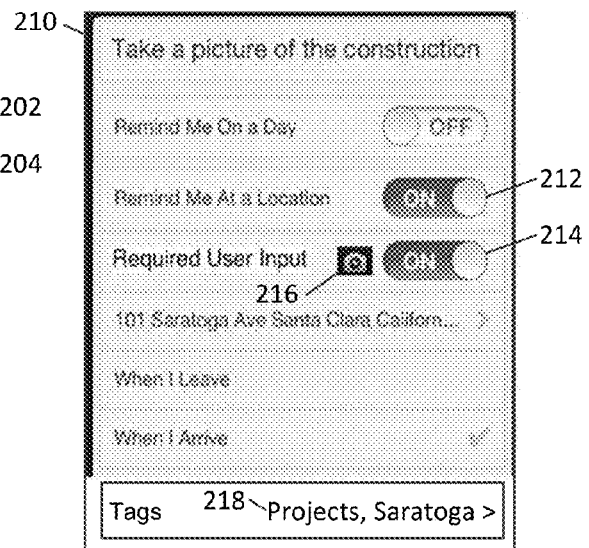 210
Take a picture of the construction
202
Remind Me On a Day OFF
204
Remind Me At a Location ON 212
214
Required User Input ON
216
101 Saratoga Ave Santa Clara Californ... >
When I Leave
When I Arrive ✓
Tags 218 Projects, Saratoga >